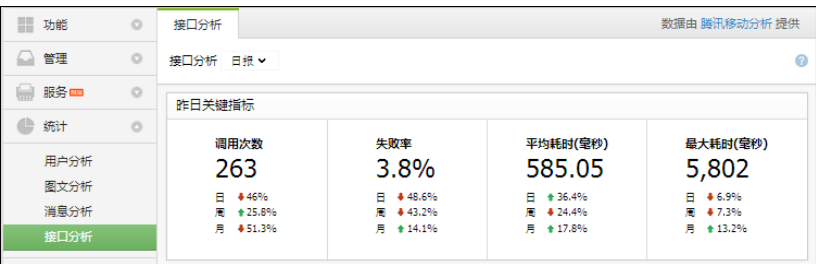 功能
管理
服务 NEW
统计
用户分析
图文分析
消息分析
接口分析
接口分析
数据由 腾讯移动分析 提供
接口分析 日报
?
昨日关键指标
调用次数
263
日 46%
周 25.8%
月 51.3%
失败率
3.8%
日 48.6%
周 43.2%
月 14.1%
平均耗时(毫秒)
585.05
日 36.4%
周 24.4%
月 17.8%
最大耗时(毫秒)
5,802
日 6.9%
周 7.3%
月 13.2%